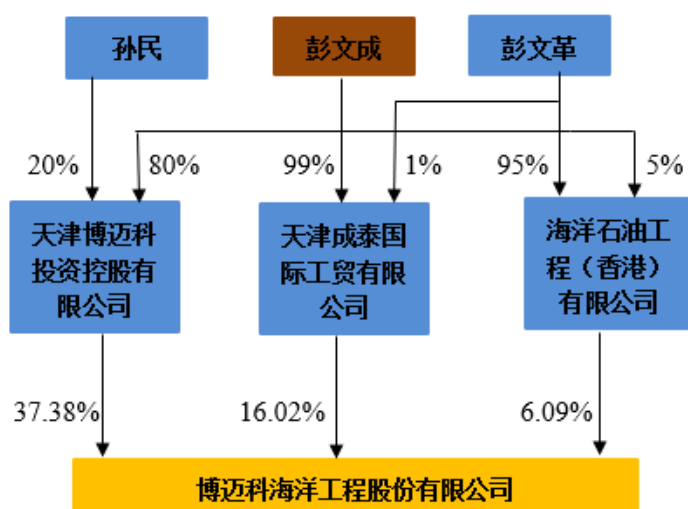 孙民
彭文成
彭文革
20%
80%
99%
1%
95%
5%
天津博迈科
投资控股有
限公司
天津成泰国
际工贸有限
公司
海洋石油工
程（香港）
有限公司
37.38%
16.02%
6.09%
博迈科海洋工程股份有限公司